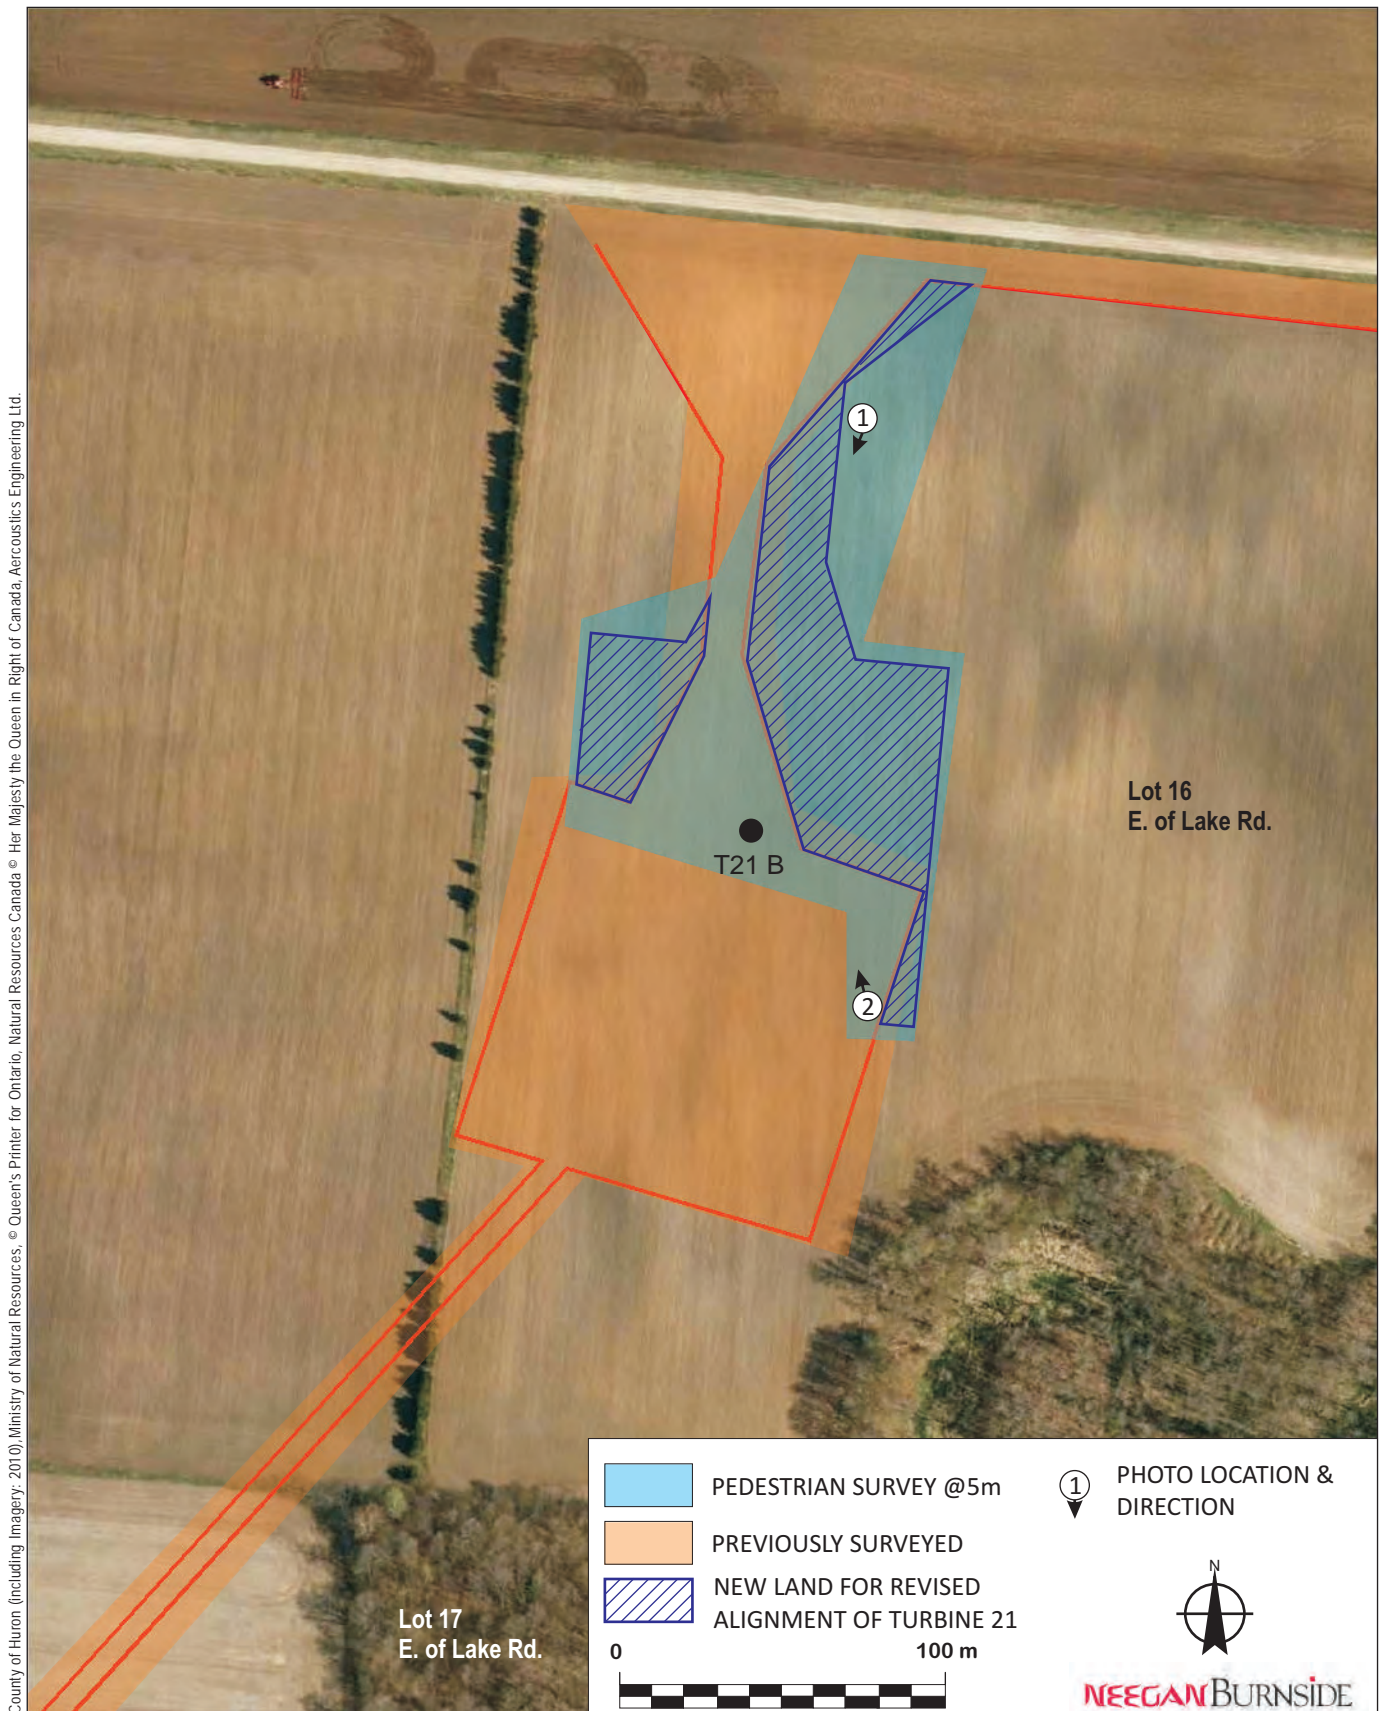 County of Huron (including Imagery: 2010),Ministry of Natural Resources, © Queen's Printer for Ontario, Natural Resources Canada © Her Majesty the Queen in Right of Canada, Aercoustics Engineering Ltd.
1
Lot 16
E. of Lake Rd.
T21 B
2
Lot 17
E. of Lake Rd.
PEDESTRIAN SURVEY @5m
PREVIOUSLY SURVEYED
NEW LAND FOR REVISED
ALIGNMENT OF TURBINE 21
0 100 m
1 PHOTO LOCATION &
DIRECTION
N
NEEGANBURNSIDE